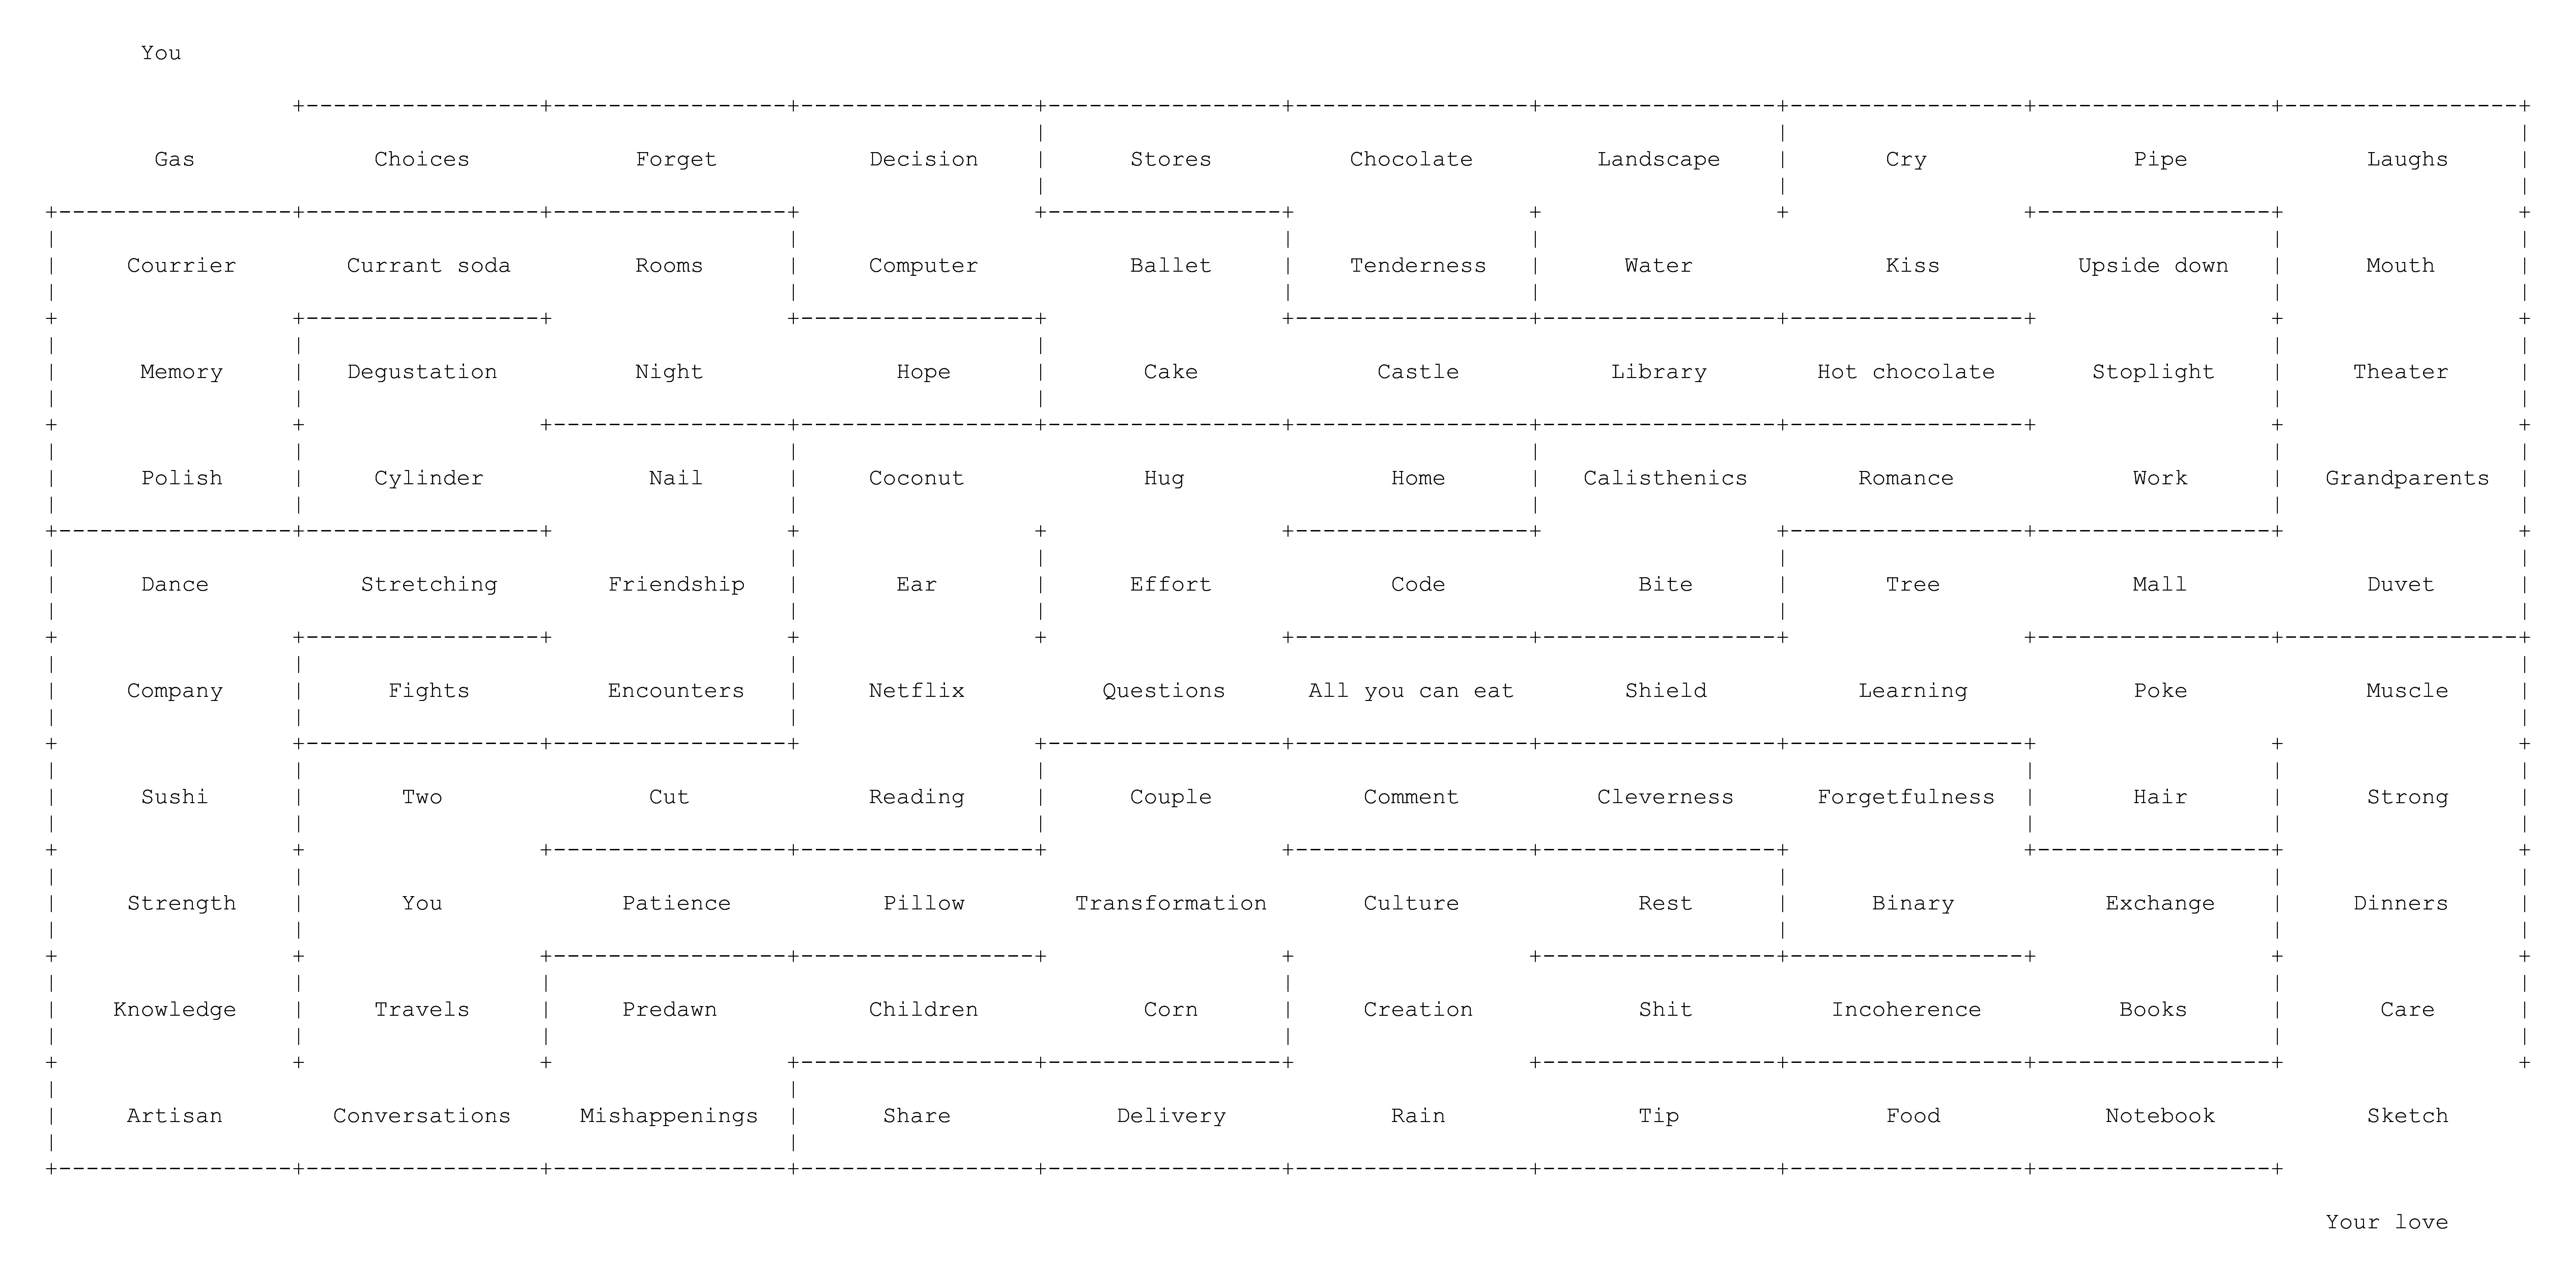 You
Gas Choices Forget Decision Stores Chocolate Landscape Cry Pipe Laughs
Courrier Currant soda Rooms Computer Ballet Tenderness Water Kiss Upside down Mouth
Memory Degustation Night Hope Cake Castle Library Hot chocolate Stoplight Theater
Polish Cylinder Nail Coconut Hug Home Calisthenics Romance Work Grandparents
Dance Stretching Friendship Ear Effort Code Bite Tree Mall Duvet
Company Fights Encounters Netflix Questions All you can eat Shield Learning Poke Muscle
Sushi Two Cut Reading Couple Comment Cleverness Forgetfulness Hair Strong
Strength You Patience Pillow Transformation Culture Rest Binary Exchange Dinners
Knowledge Travels Predawn Children Corn Creation Shit Incoherence Books Care
Artisan Conversations Mishappenings Share Delivery Rain Tip Food Notebook Sketch
Your love